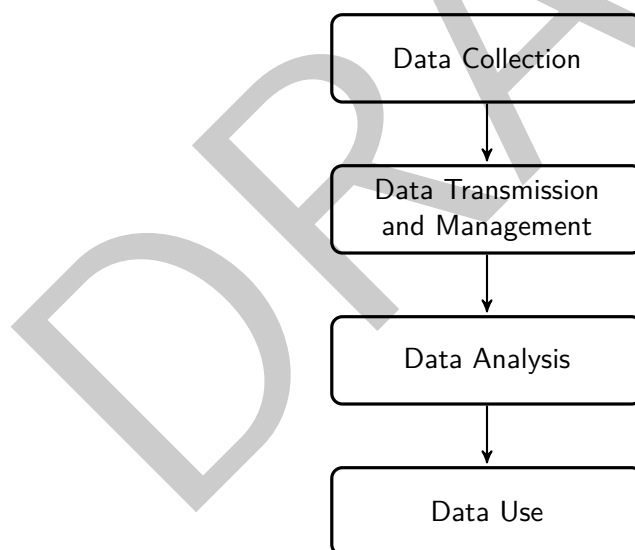 Data Collection
Data Transmission
and Management
Data Analysis
Data Use
DRA